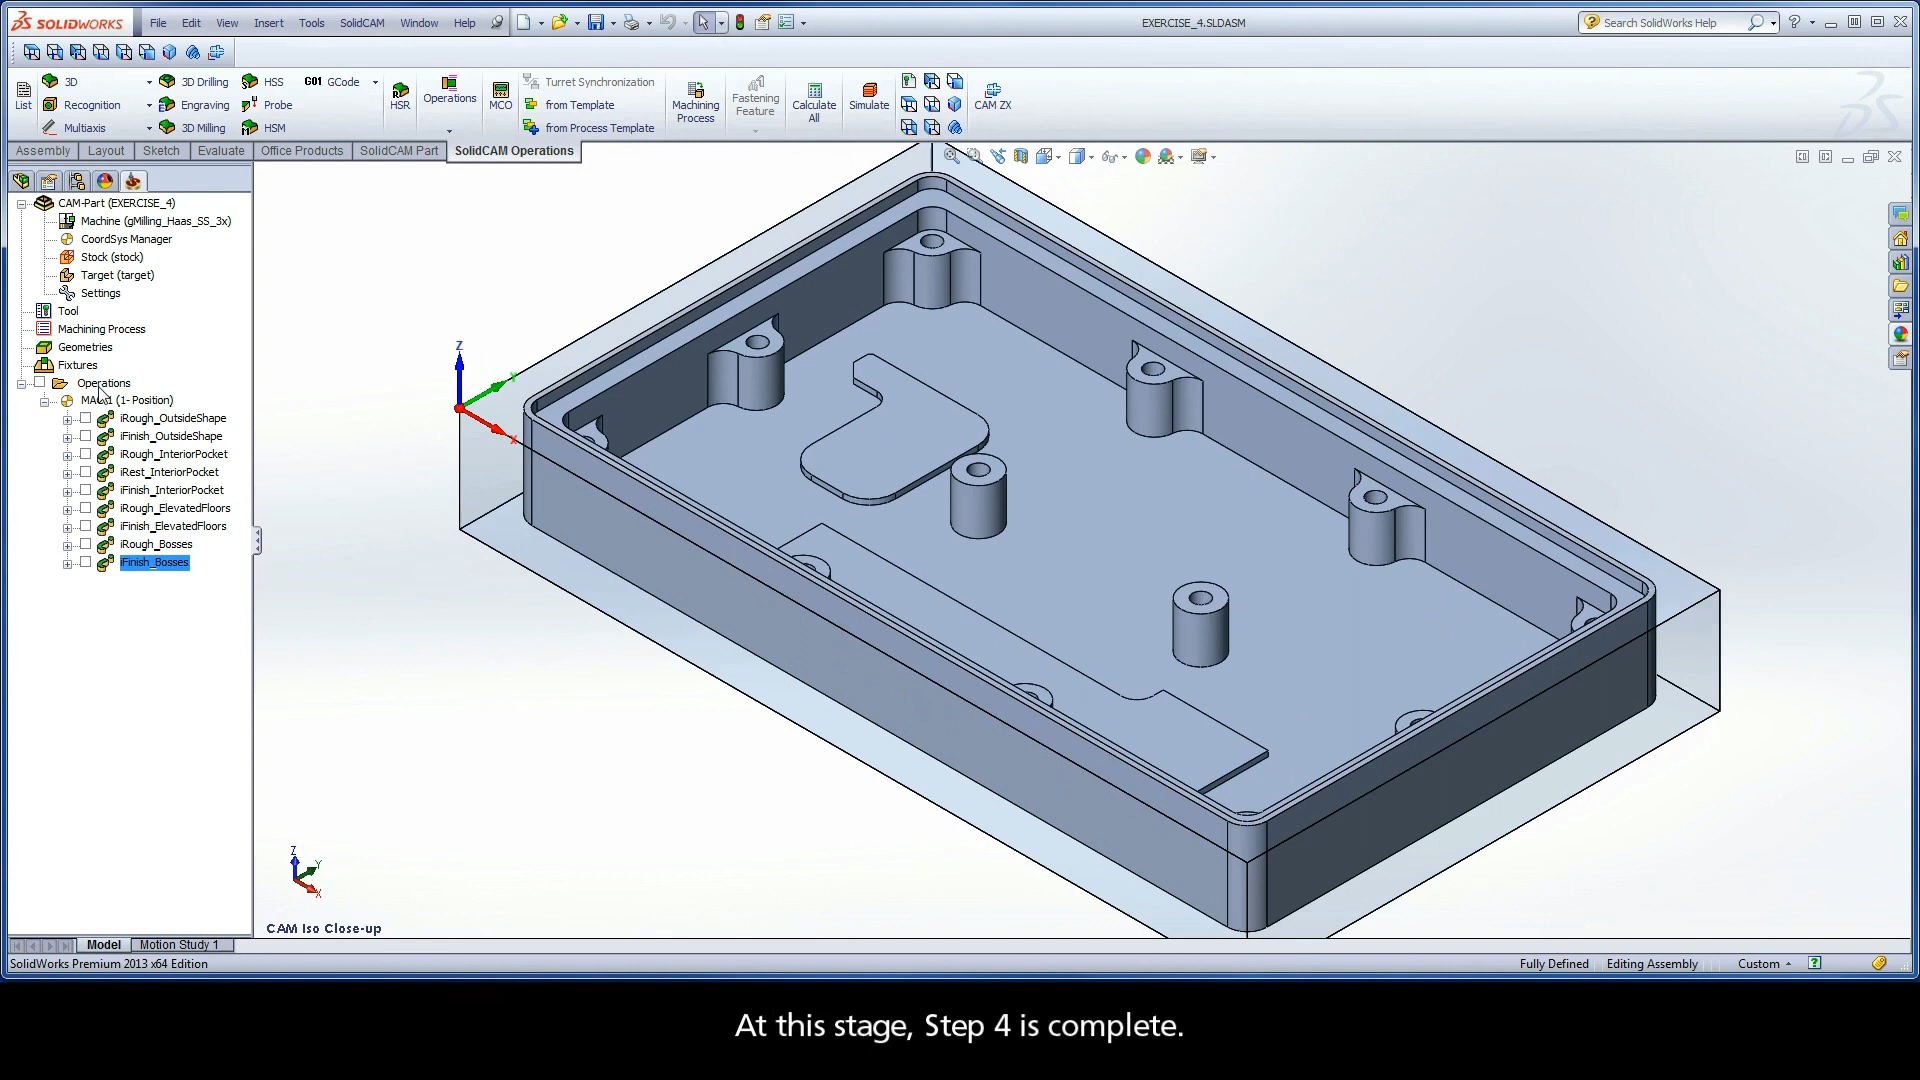 SOLIDWORKS File Edit View Insert Tools SolidCAM Window Help EXERCISE_4.SLDASM Search SolidWorks Help
3D 3D Drilling HSS G01 GCode Turret Synchronization
List Recognition Engraving Probe HSR Operations MCO from Template Machining Process Fastening Feature Calculate All Simulate CAM ZX
Multiaxis 3D Milling HSM from Process Template
Assembly Layout Sketch Evaluate Office Products SolidCAM Part SolidCAM Operations
CAM-Part (EXERCISE_4)
Machine (gMilling_Haas_SS_3x)
CoordSys Manager
Stock (stock)
Target (target)
Settings
Tool
Machining Process
Geometries
Fixtures
Operations
(1- Position)
iRough_OutsideShape
iFinish_OutsideShape
iRough_InteriorPocket
iRest_InteriorPocket
iFinish_InteriorPocket
iRough_ElevatedFloors
iFinish_ElevatedFloors
iRough_Bosses
iFinish_Bosses
Z
Y
X
Z
Y
X
CAM Iso Close-up
Model Motion Study 1
SolidWorks Premium 2013 x64 Edition Fully Defined Editing Assembly Custom
At this stage, Step 4 is complete.